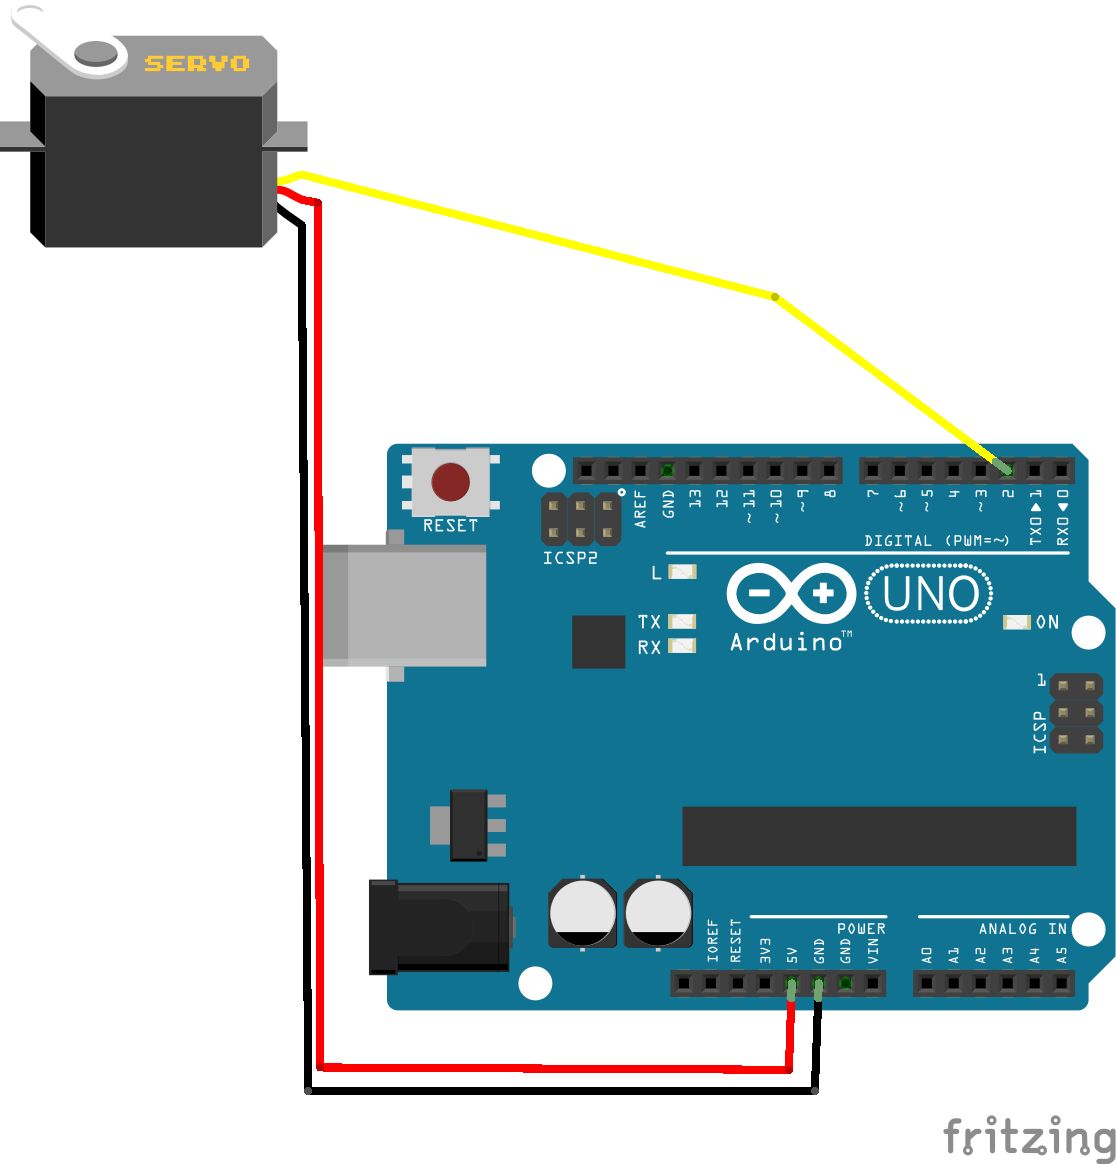 SERVO
RESET
ICSP2
AREF
GND
13
12
~11
~10
~9
8
7
~6
~5
4
~3
2
TX0▶1
RX0◀0
DIGITAL (PWM=~)
L
TX
RX
Arduino™
UNO
ON
1
ICSP
IOREF
RESET
3V3
5V
GND
GND
VIN
POWER
A0
A1
A2
A3
A4
A5
ANALOG IN
fritzing